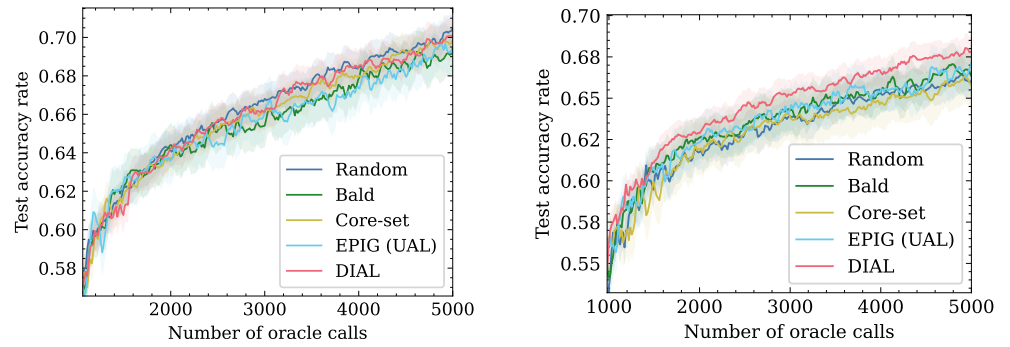 Test accuracy rate
0.70
0.68
0.66
0.64
0.62
0.60
0.58
2000
3000
4000
5000
Number of oracle calls
Random
Bald
Core-set
EPIG (UAL)
DIAL
Test accuracy rate
0.70
0.68
0.65
0.62
0.60
0.58
0.55
1000
2000
3000
4000
5000
Number of oracle calls
Random
Bald
Core-set
EPIG (UAL)
DIAL